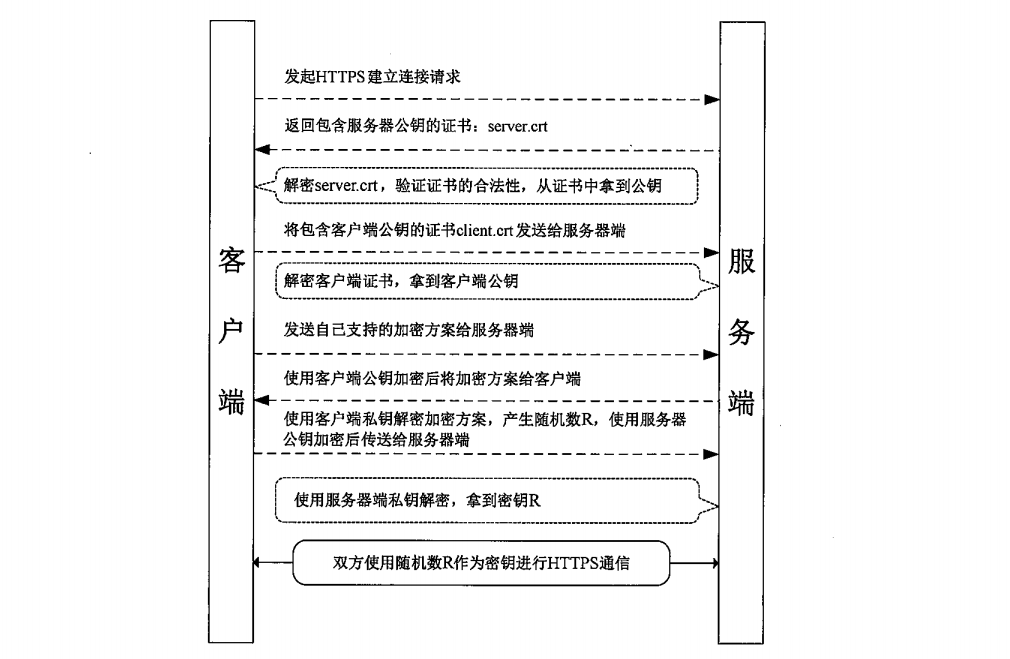 发起HTTPS建立连接请求
返回包含服务器公钥的证书：server.crt
解密server.crt，验证证书的合法性，从证书中拿到公钥
将包含客户端公钥的证书client.crt发送给服务器端
解密客户端证书，拿到客户端公钥
发送自己支持的加密方案给服务器端
使用客户端公钥加密后将加密方案给客户端
使用客户端私钥解密加密方案，产生随机数R，使用服务器
公钥加密后传送给服务器端
使用服务器端私钥解密，拿到密钥R
双方使用随机数R作为密钥进行HTTPS通信
客户端
服务端